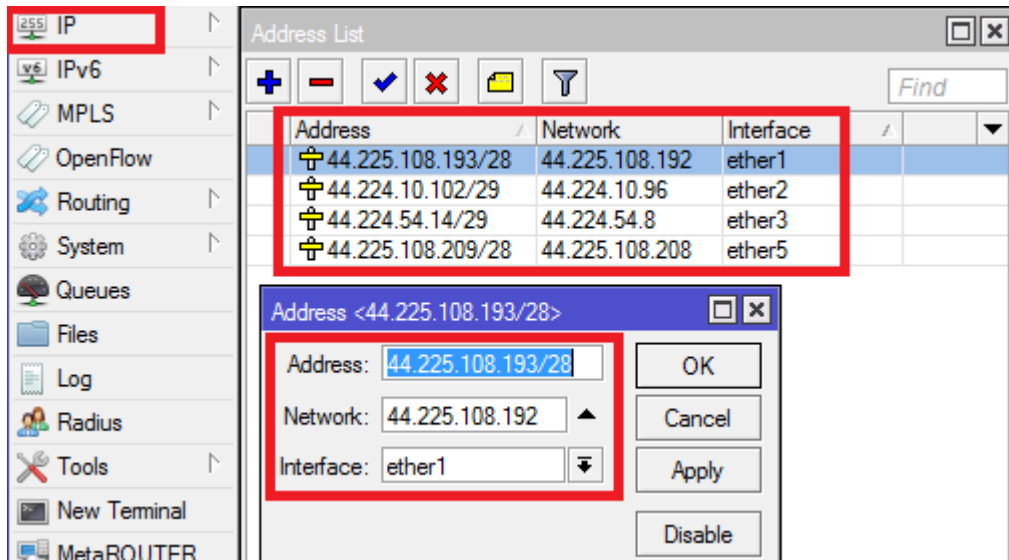 255 IP
v6 IPv6
MPLS
OpenFlow
Routing
System
Queues
Files
Log
Radius
Tools
New Terminal
MetaROUTER
Address List
Find
Address Network Interface
44.225.108.193/28 44.225.108.192 ether1
44.224.10.102/29 44.224.10.96 ether2
44.224.54.14/29 44.224.54.8 ether3
44.225.108.209/28 44.225.108.208 ether5
Address <44.225.108.193/28>
Address: 44.225.108.193/28
OK
Network: 44.225.108.192
Cancel
Interface: ether1
Apply
Disable